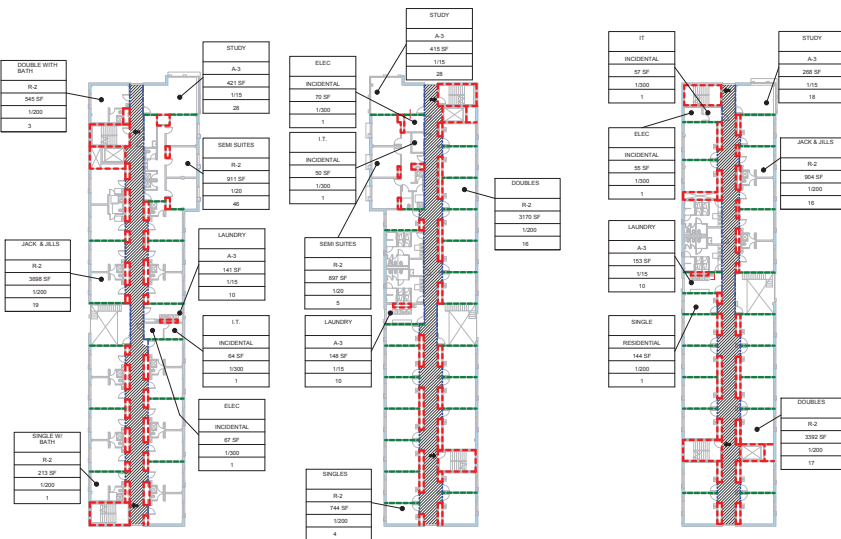 DOUBLE WITH
BATH
R-2
545 SF
1/200
3
STUDY
A-3
421 SF
1/15
28
SEMI SUITES
R-2
911 SF
1/20
46
JACK & JILLS
R-2
3698 SF
1/200
19
LAUNDRY
A-3
141 SF
1/15
10
I.T.
INCIDENTAL
64 SF
1/300
1
ELEC
INCIDENTAL
67 SF
1/300
1
SINGLE W/
BATH
R-2
213 SF
1/200
1
STUDY
A-3
415 SF
1/15
28
ELEC
INCIDENTAL
70 SF
1/300
1
I.T.
INCIDENTAL
50 SF
1/300
1
DOUBLES
R-2
3170 SF
1/200
16
SEMI SUITES
R-2
897 SF
1/20
5
LAUNDRY
A-3
148 SF
1/15
10
SINGLES
R-2
744 SF
1/200
4
IT
INCIDENTAL
57 SF
1/300
1
STUDY
A-3
268 SF
1/15
18
ELEC
INCIDENTAL
55 SF
1/300
1
JACK & JILLS
R-2
904 SF
1/200
16
LAUNDRY
A-3
153 SF
1/15
10
SINGLE
RESIDENTIAL
144 SF
1/200
1
DOUBLES
R-2
3392 SF
1/200
17